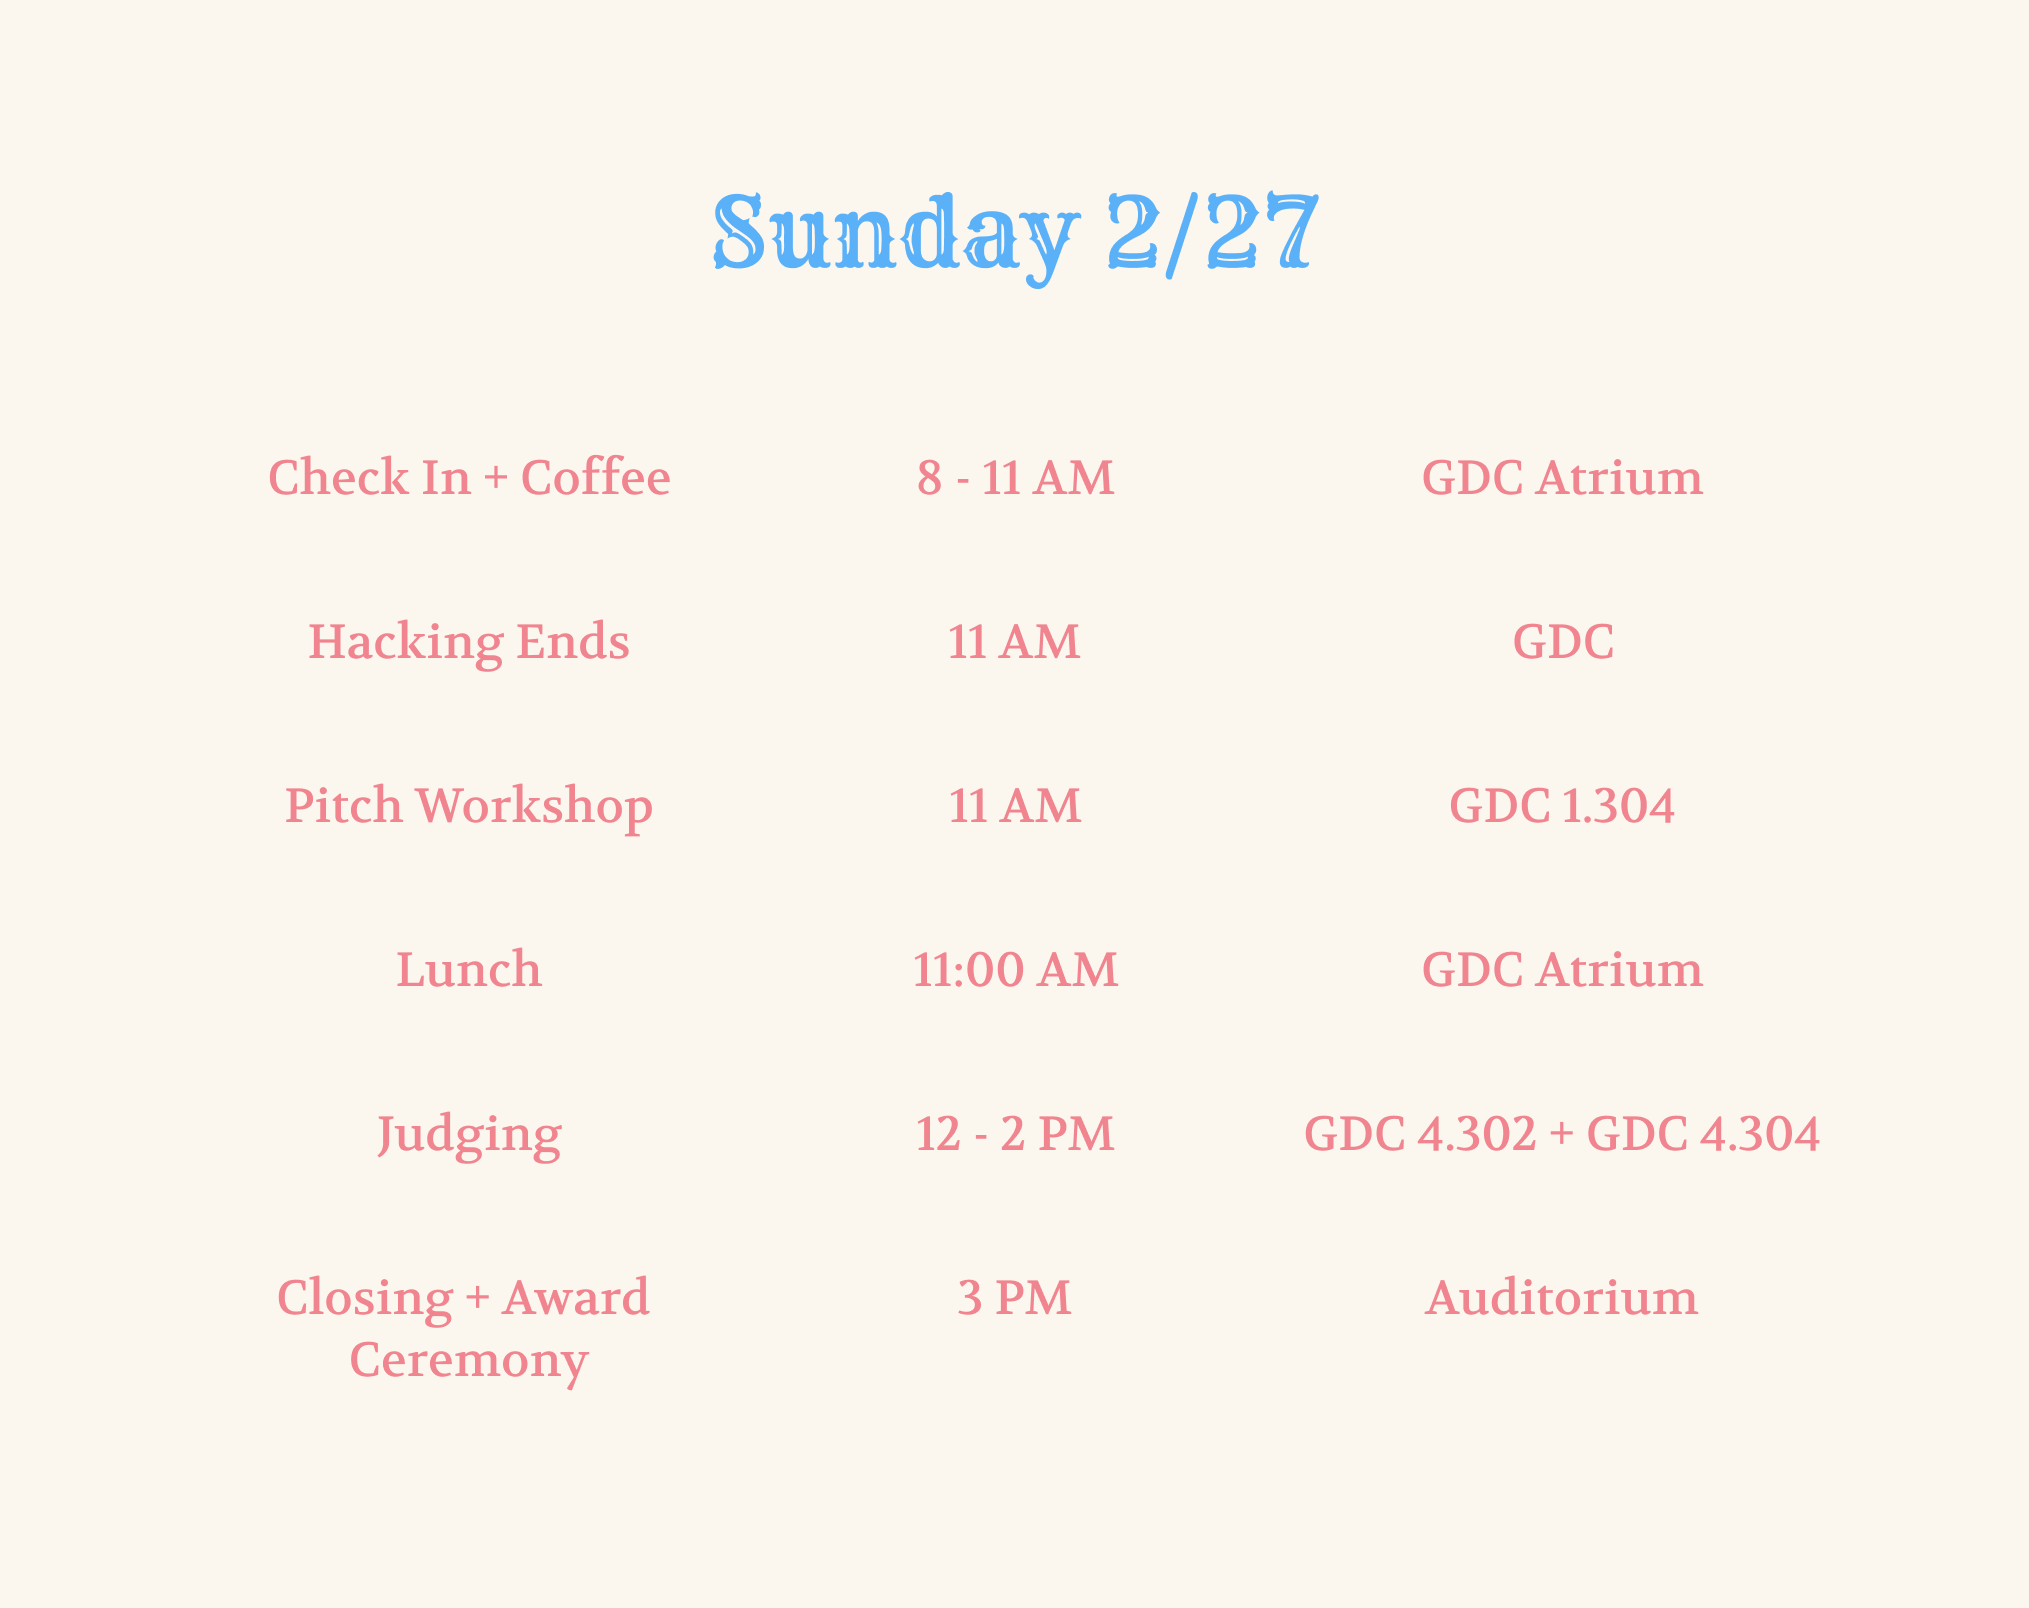 Sunday 2/27
Check In + Coffee 8 - 11 AM GDC Atrium
Hacking Ends 11 AM GDC
Pitch Workshop 11 AM GDC 1.304
Lunch 11:00 AM GDC Atrium
Judging 12 - 2 PM GDC 4.302 + GDC 4.304
Closing + Award 3 PM Auditorium
Ceremony